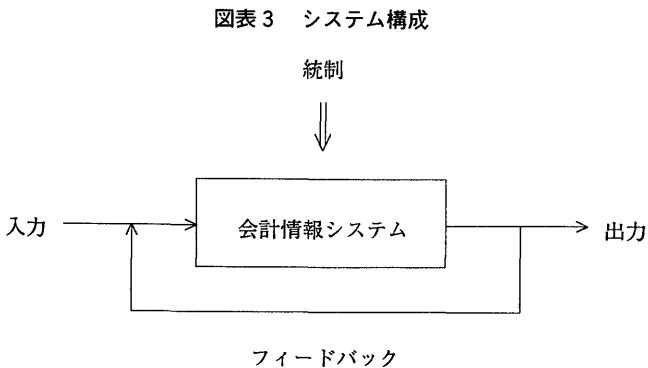 図表3　システム構成
統制
入力
会計情報システム
出力
フィードバック